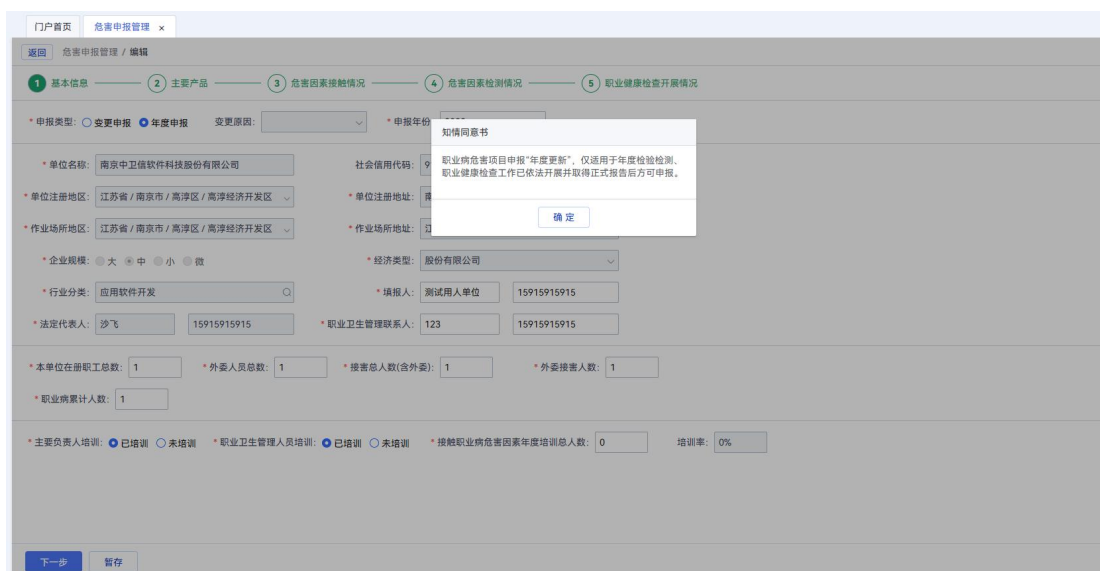 门户首页 危害申报管理 ×
返回 危害申报管理 / 编辑
1 基本信息 2 主要产品 3 危害因素接触情况 4 危害因素检测情况 5 职业健康检查开展情况
* 申报类型: 变更申报 年度申报 变更原因: * 申报年份:
知情同意书
职业病危害项目申报“年度更新”，仅适用于年度检验检测、
职业健康检查工作已依法开展并取得正式报告后方可申报。
确 定
* 单位名称: 南京中卫信软件科技股份有限公司 社会信用代码: 9
* 单位注册地区: 江苏省 / 南京市 / 高淳区 / 高淳经济开发区 * 单位注册地址: 南
* 作业场所地区: 江苏省 / 南京市 / 高淳区 / 高淳经济开发区 * 作业场所地址: 江
* 企业规模: 大 中 小 微 * 经济类型: 股份有限公司
* 行业分类: 应用软件开发 * 填报人: 测试用人单位 15915915915
* 法定代表人: 沙飞 15915915915 * 职业卫生管理联系人: 123 15915915915
* 本单位在册职工总数: 1 * 外委人员总数: 1 * 接害总人数(含外委): 1 * 外委接害人数: 1
* 职业病累计人数: 1
* 主要负责人培训: 已培训 未培训 * 职业卫生管理人员培训: 已培训 未培训 * 接触职业病危害因素年度培训总人数: 0 培训率: 0%
下一步 暂存